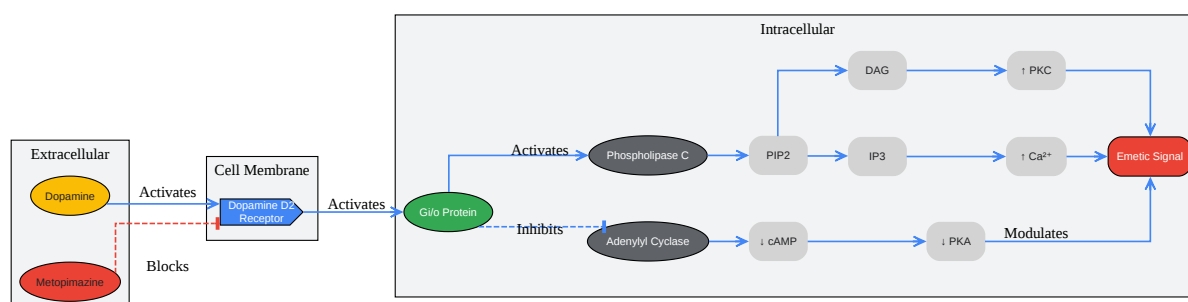 Intracellular
DAG
↑ PKC
Extracellular
Cell Membrane
Activates
Phospholipase C
PIP2
IP3
↑ Ca²⁺
Emetic Signal
Dopamine
Activates
Dopamine D2
Receptor
Activates
Gi/o Protein
Inhibits
Adenylyl Cyclase
↓ cAMP
↓ PKA
Modulates
Blocks
Metopimazine